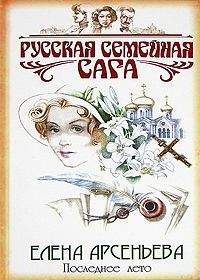 РУССКАЯ СЕМЕЙНАЯ
САГА
ЕЛЕНА АРСЕНЬЕВА
Последнее лето